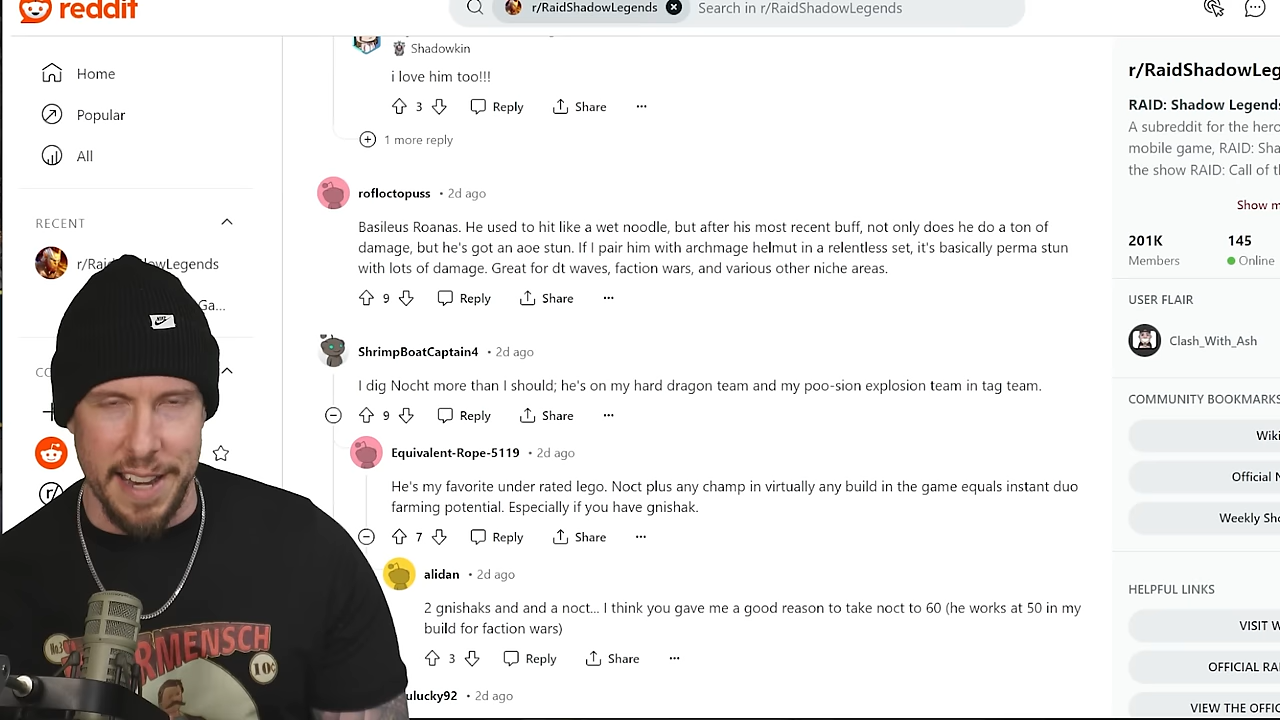 reddit
r/RaidShadowLegends
Search in r/RaidShadowLegends
Home
Popular
All
RECENT
Shadowkin
i love him too!!!
3 Reply Share
1 more reply
rofloctopuss • 2d ago
Basileus Roanas. He used to hit like a wet noodle, but after his most recent buff, not only does he do a ton of
damage, but he's got an aoe stun. If I pair him with archmage helmut in a relentless set, it's basically perma stun
with lots of damage. Great for dt waves, faction wars, and various other niche areas.
9 Reply Share
ShrimpBoatCaptain4 • 2d ago
I dig Nocht more than I should; he's on my hard dragon team and my poo-sion explosion team in tag team.
9 Reply Share
Equivalent-Rope-5119 • 2d ago
He's my favorite under rated lego. Noct plus any champ in virtually any build in the game equals instant duo
farming potential. Especially if you have gnishak.
7 Reply Share
alidan • 2d ago
2 gnishaks and and a noct... I think you gave me a good reason to take noct to 60 (he works at 50 in my
build for faction wars)
3 Reply Share
ulucky92 • 2d ago
r/RaidShadowLege
RAID: Shadow Legends
A subreddit for the hero
mobile game, RAID: Sha
the show RAID: Call of th
Show m
201K 145
Members Online
USER FLAIR
Clash_With_Ash
COMMUNITY BOOKMARKS
Wiki
Official
Weekly Sho
HELPFUL LINKS
VISIT W
OFFICIAL RA
VIEW THE OFFIC
RMENSCH
10¢